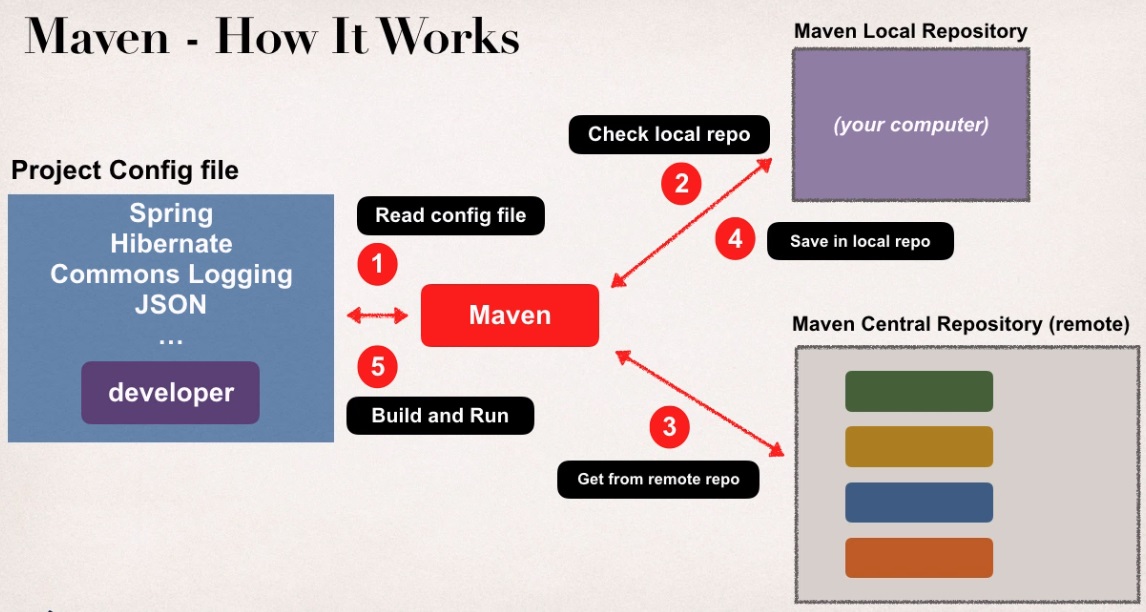 Maven - How It Works
Maven Local Repository
(your computer)
Check local repo
2
4
Save in local repo
Project Config file
Spring
Hibernate
Commons Logging
JSON
...
developer
Read config file
1
Maven
5
Build and Run
Maven Central Repository (remote)
3
Get from remote repo